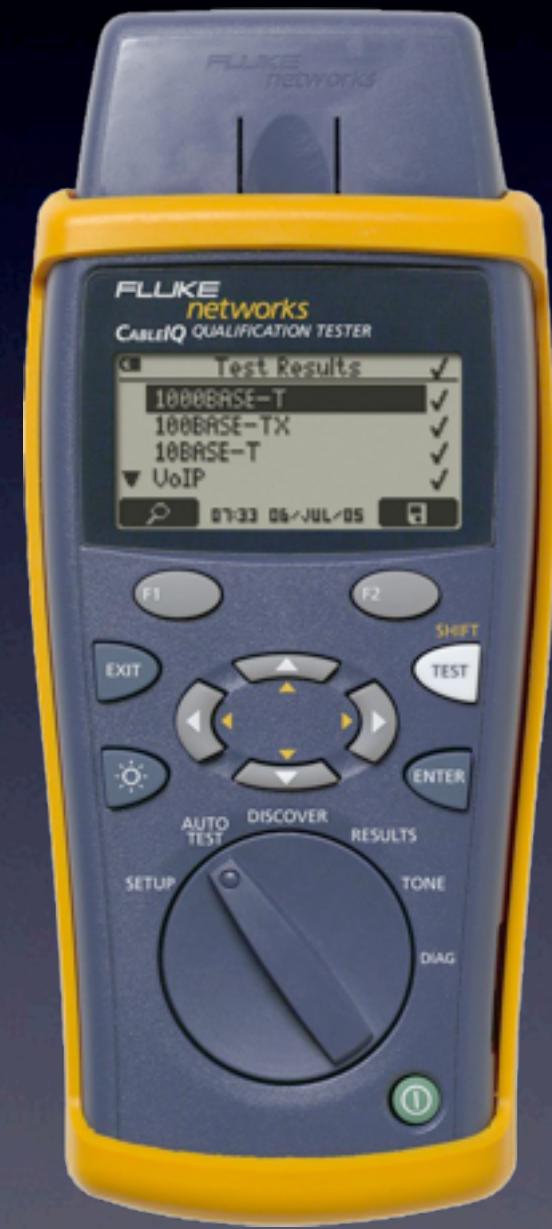 FLUKE
networks
FLUKE
networks
CABLEIQ QUALIFICATION TESTER
Test Results
1000BASE-T
100BASE-TX
10BASE-T
VoIP
07:33 06/JUL/05
F1 F2
SHIFT
EXIT TEST
ENTER
AUTO TEST DISCOVER RESULTS
SETUP TONE
DIAG